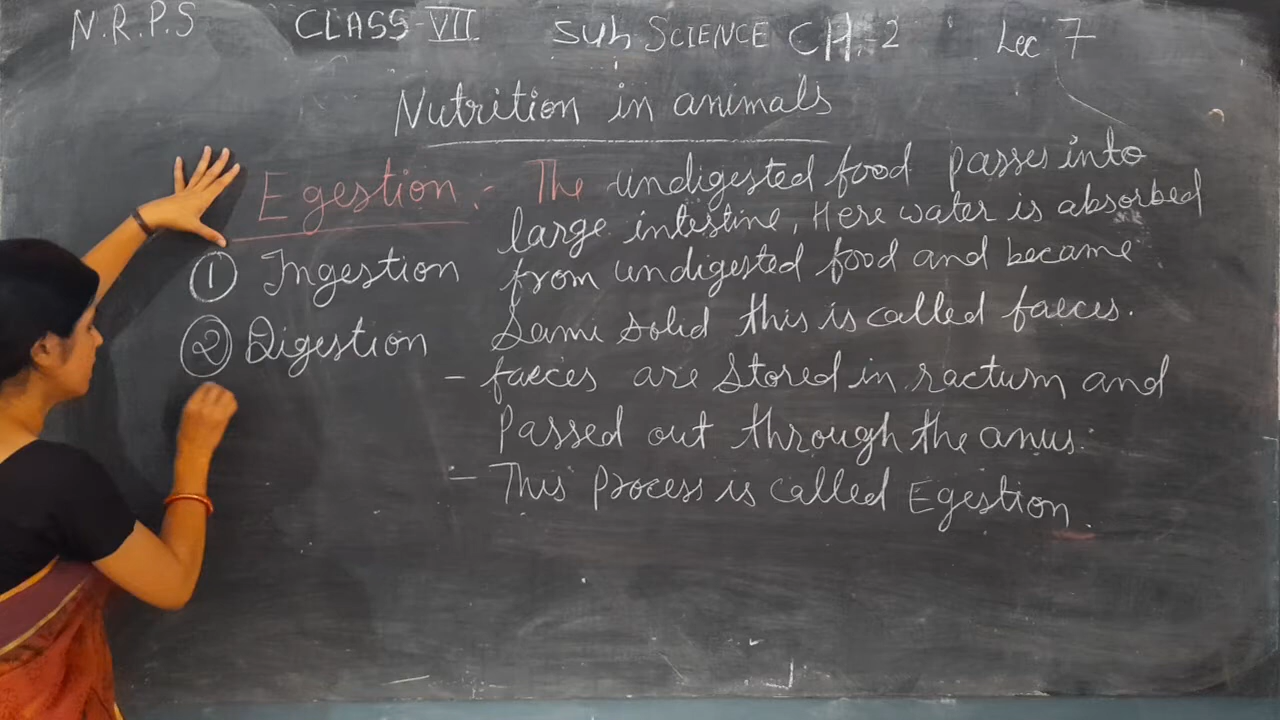 N.R.P.S CLASS-VII Sub SCIENCE CH.-2 Lec 7
Nutrition in animals
Egestion :- The undigested food passes into
large intestine, Here water is absorbed
① Ingestion from undigested food and became
Sami solid this is called faeces.
② Digestion
- faeces are stored in ractum and
Passed out through the anus.
- This Process is called Egestion.